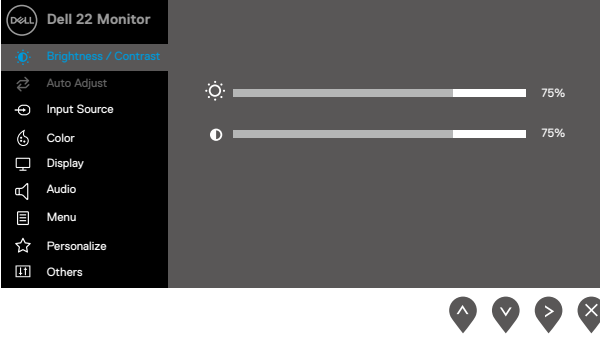 DELL
Dell 22 Monitor
Brightness / Contrast
Auto Adjust
Input Source
Color
Display
Audio
Menu
Personalize
Others
75%
75%